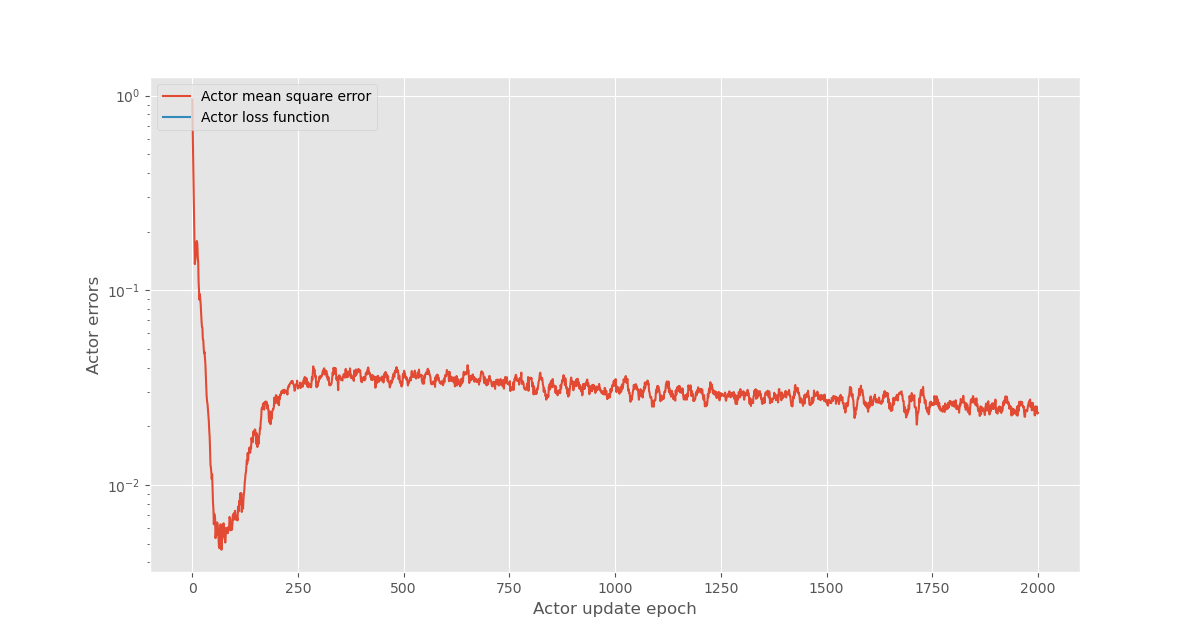 Actor mean square error
Actor loss function
10⁰
10⁻¹
10⁻²
Actor errors
0 250 500 750 1000 1250 1500 1750 2000
Actor update epoch